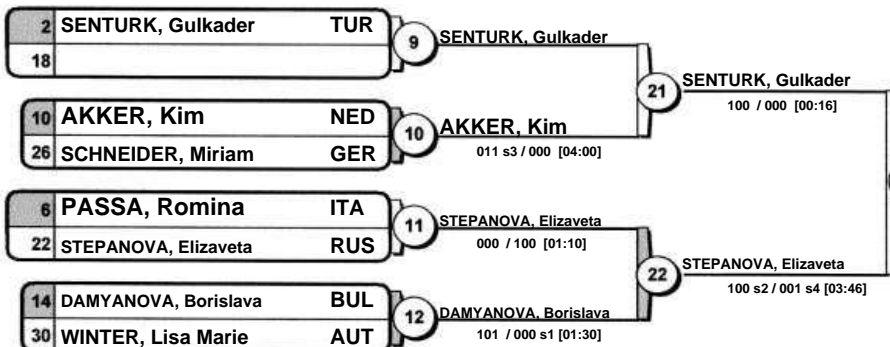 2 SENTURK, Gulkader TUR
18
9
SENTURK, Gulkader
10 AKKER, Kim NED
26 SCHNEIDER, Miriam GER
10
AKKER, Kim
011 s3 / 000 [04:00]
21
SENTURK, Gulkader
100 / 000 [00:16]
6 PASSA, Romina ITA
22 STEPANOVA, Elizaveta RUS
11
STEPANOVA, Elizaveta
000 / 100 [01:10]
14 DAMYANOVA, Borislava BUL
30 WINTER, Lisa Marie AUT
12
DAMYANOVA, Borislava
101 / 000 s1 [01:30]
22
STEPANOVA, Elizaveta
100 s2 / 001 s4 [03:46]